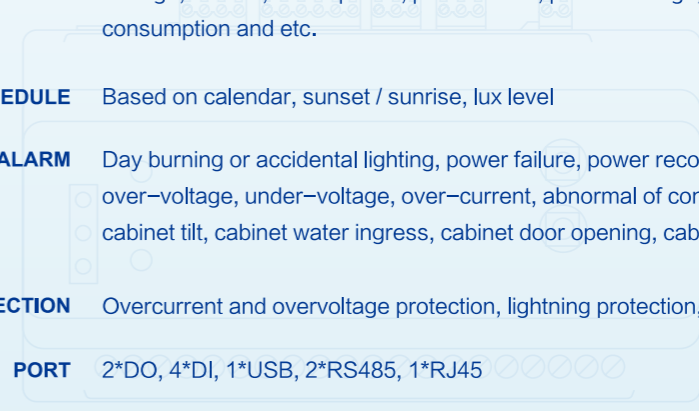 consumption and etc.
EDULE Based on calendar, sunset / sunrise, lux level
ALARM Day burning or accidental lighting, power failure, power reco
over−voltage, under−voltage, over−current, abnormal of cor
cabinet tilt, cabinet water ingress, cabinet door opening, cab
ECTION Overcurrent and overvoltage protection, lightning protection,
PORT 2*DO, 4*DI, 1*USB, 2*RS485, 1*RJ45